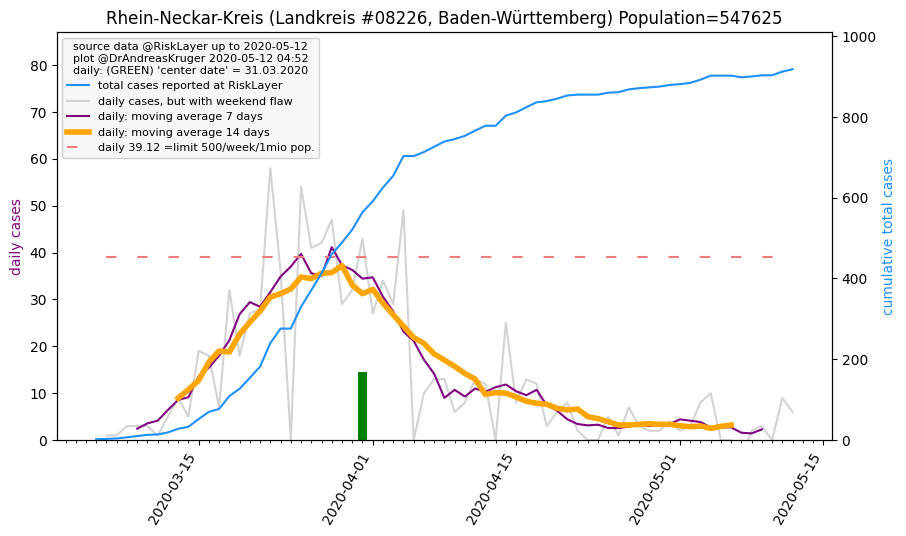 Rhein-Neckar-Kreis (Landkreis #08226, Baden-Württemberg) Population=547625
source data @RiskLayer up to 2020-05-12
plot @DrAndreasKruger 2020-05-12 04:52
daily: (GREEN) 'center date' = 31.03.2020
total cases reported at RiskLayer
daily cases, but with weekend flaw
daily: moving average 7 days
daily: moving average 14 days
daily 39.12 =limit 500/week/1mio pop.
daily cases
80
70
60
50
40
30
20
10
0
cumulative total cases
1000
800
600
400
200
0
2020-03-15
2020-04-01
2020-04-15
2020-05-01
2020-05-15